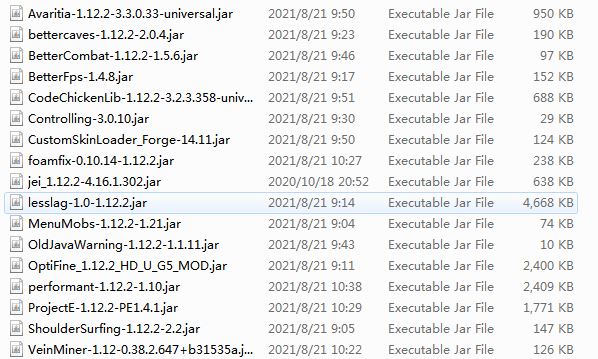 Avaritia-1.12.2-3.3.0.33-universal.jar 2021/8/21 9:50 Executable Jar File 950 KB
bettercaves-1.12.2-2.0.4.jar 2021/8/21 9:23 Executable Jar File 190 KB
BetterCombat-1.12.2-1.5.6.jar 2021/8/21 9:46 Executable Jar File 97 KB
BetterFps-1.4.8.jar 2021/8/21 9:17 Executable Jar File 152 KB
CodeChickenLib-1.12.2-3.2.3.358-univ... 2021/8/21 9:51 Executable Jar File 688 KB
Controlling-3.0.10.jar 2021/8/21 9:30 Executable Jar File 29 KB
CustomSkinLoader_Forge-14.11.jar 2021/8/21 9:50 Executable Jar File 124 KB
foamfix-0.10.14-1.12.2.jar 2021/8/21 10:27 Executable Jar File 238 KB
jei_1.12.2-4.16.1.302.jar 2020/10/18 20:52 Executable Jar File 638 KB
lesslag-1.0-1.12.2.jar 2021/8/21 9:14 Executable Jar File 4,668 KB
MenuMobs-1.12.2-1.21.jar 2021/8/21 9:04 Executable Jar File 74 KB
OldJavaWarning-1.12.2-1.1.11.jar 2021/8/21 9:43 Executable Jar File 10 KB
OptiFine_1.12.2_HD_U_G5_MOD.jar 2021/8/21 9:11 Executable Jar File 2,400 KB
performant-1.12.2-1.10.jar 2021/8/21 10:38 Executable Jar File 2,409 KB
ProjectE-1.12.2-PE1.4.1.jar 2021/8/21 10:29 Executable Jar File 1,771 KB
ShoulderSurfing-1.12.2-2.2.jar 2021/8/21 9:05 Executable Jar File 147 KB
VeinMiner-1.12-0.38.2.647+b31535a.j... 2021/8/21 10:22 Executable Jar File 126 KB